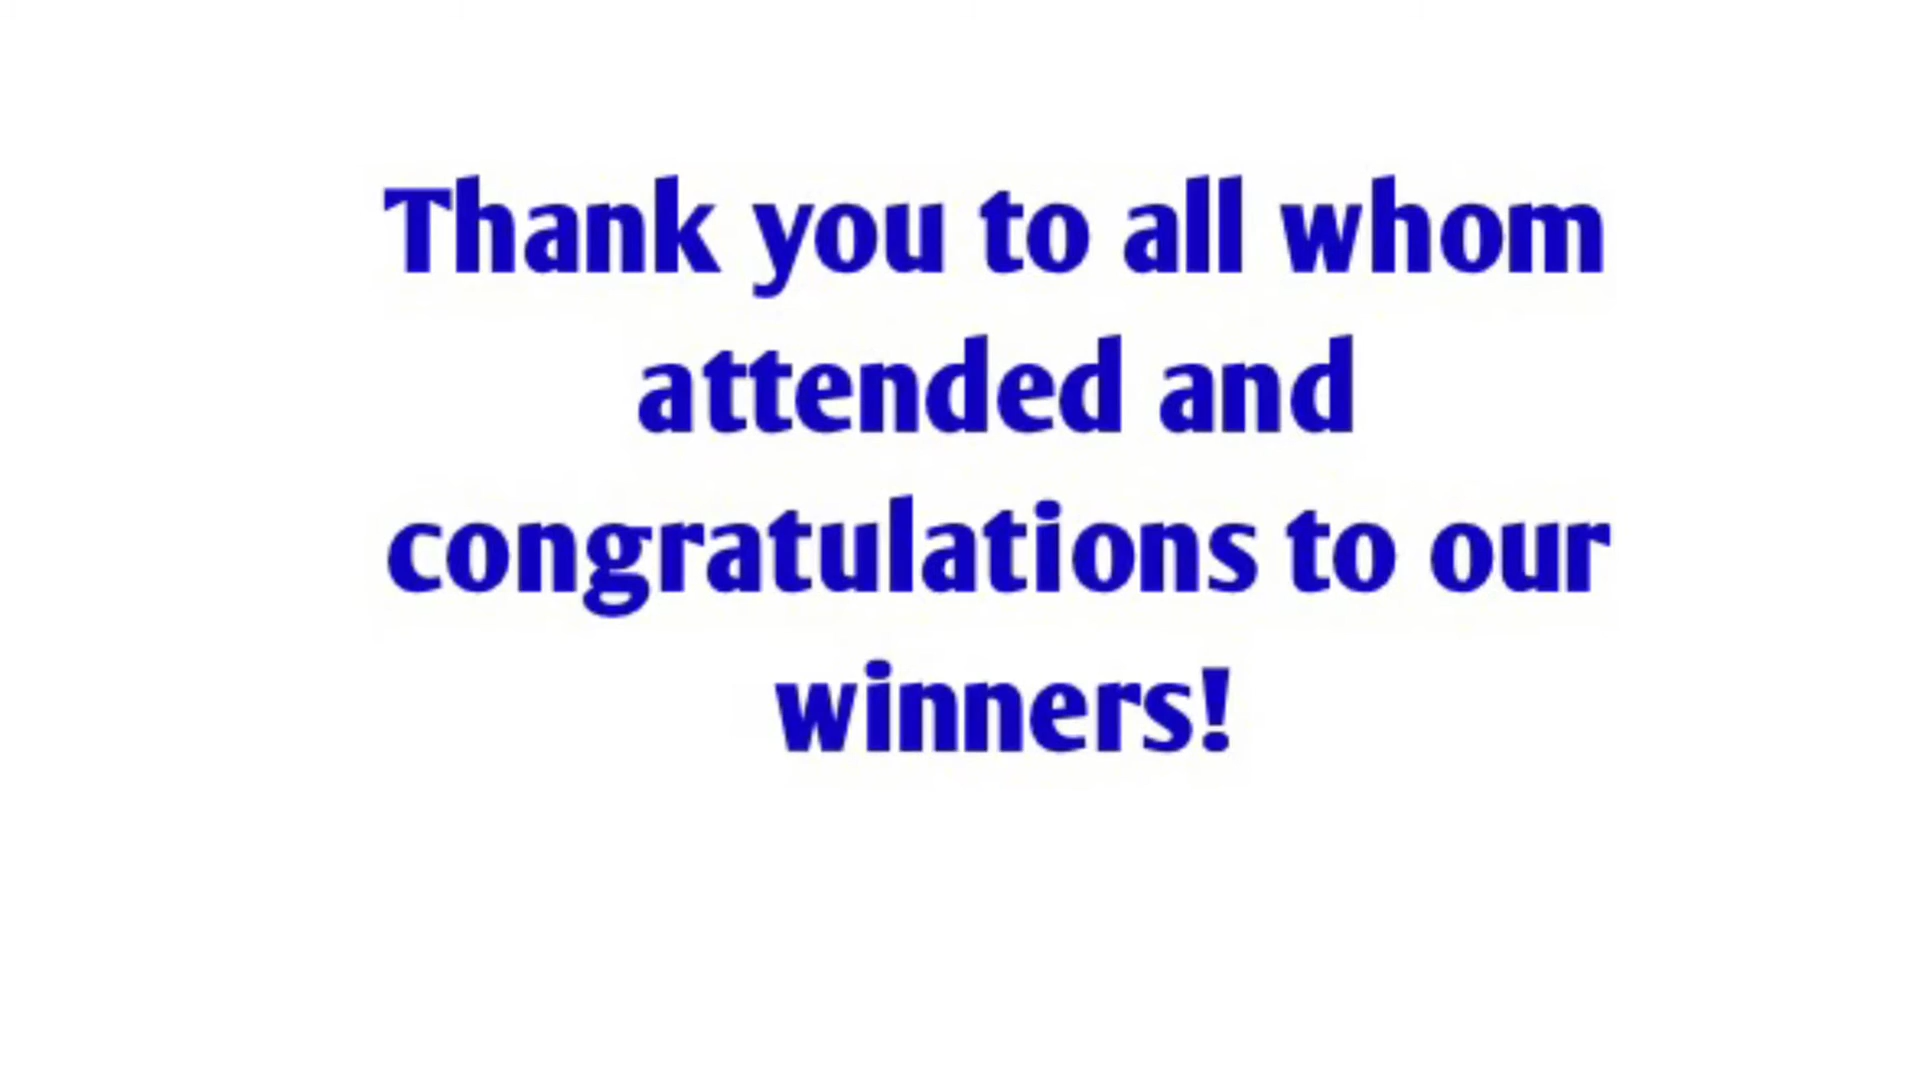 Thank you to all whom
attended and
congratulations to our
winners!